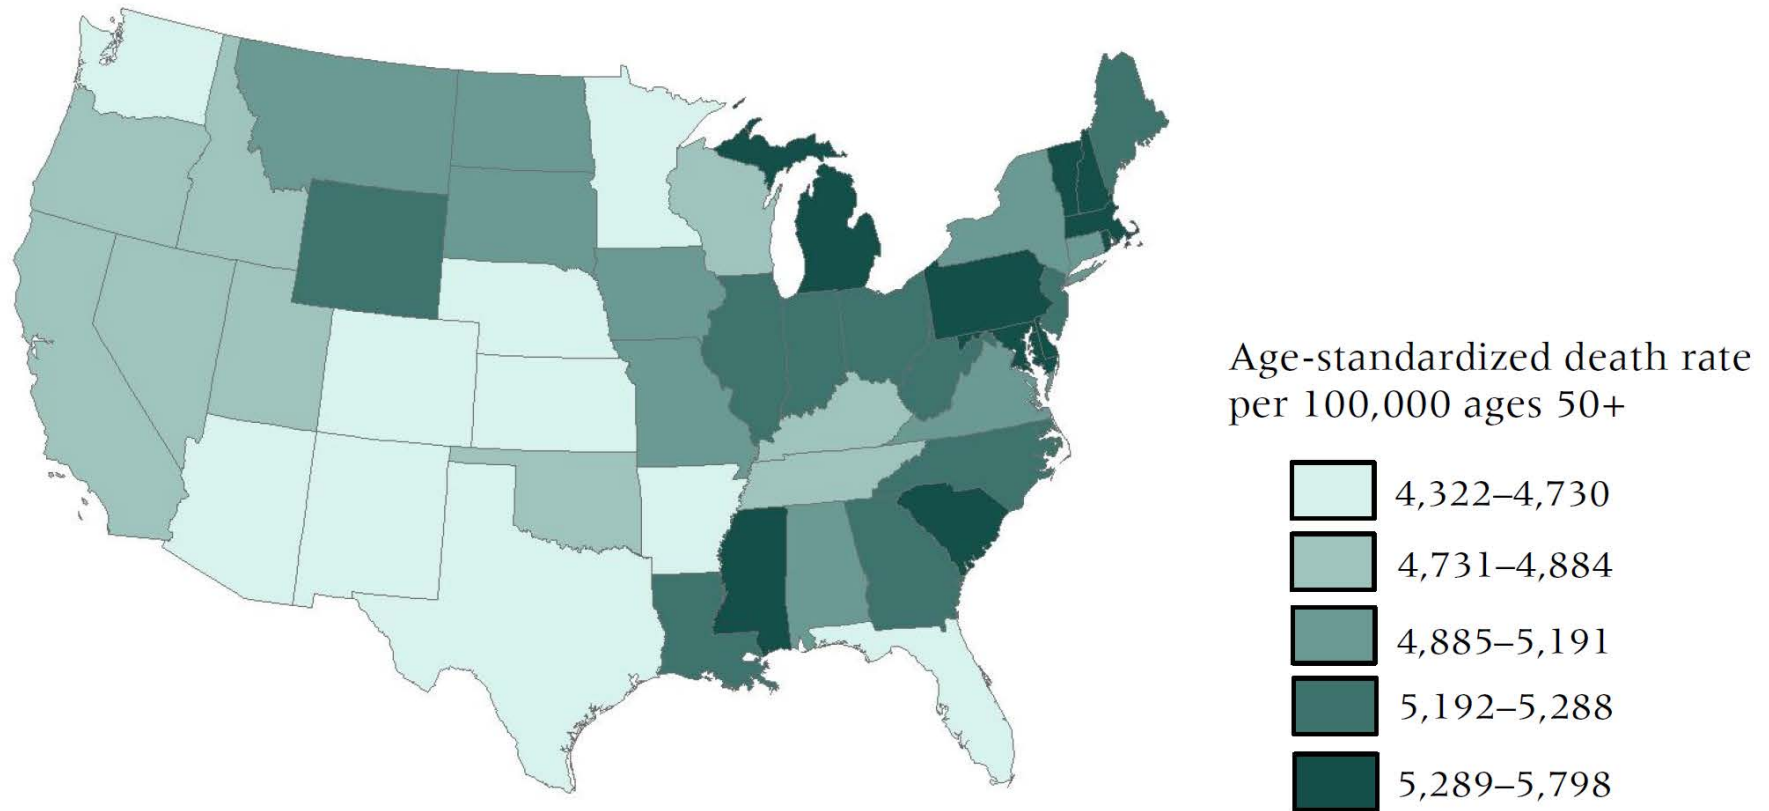 Age-standardized death rate
per 100,000 ages 50+
4,322–4,730
4,731–4,884
4,885–5,191
5,192–5,288
5,289–5,798